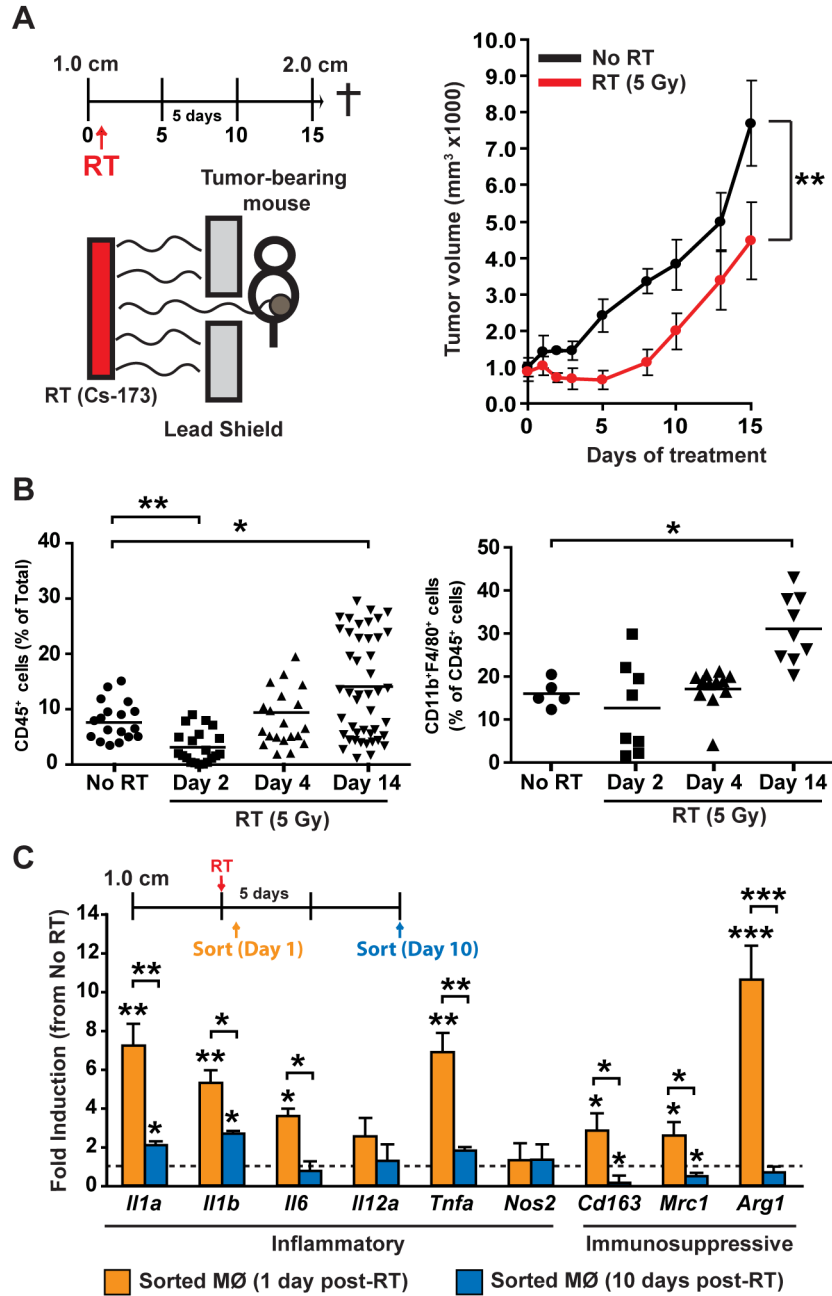 A
1.0 cm 2.0 cm
5 days
0 5 10 15
RT
Tumor-bearing
mouse
RT (Cs-173)
Lead Shield
No RT
RT (5 Gy)
Tumor volume (mm³ x1000)
10.0
9.0
8.0
7.0
6.0
5.0
4.0
3.0
2.0
1.0
0.0
**
0 5 10 15
Days of treatment
B
**
*
CD45⁺ cells (% of Total)
40
30
20
10
0
No RT Day 2 Day 4 Day 14
RT (5 Gy)
*
CD11b⁺F4/80⁺ cells
(% of CD45⁺ cells)
50
40
30
20
10
0
No RT Day 2 Day 4 Day 14
RT (5 Gy)
C
RT
1.0 cm
5 days
Sort (Day 1) Sort (Day 10)
Fold Induction (from No RT)
14
12
10
8
6
4
2
0
** ** *
* ** *
* *
** **
* * *
* * *
*** ***
Il1a Il1b Il6 Il12a Tnfa Nos2 Cd163 Mrc1 Arg1
Inflammatory Immunosuppressive
Sorted MØ (1 day post-RT) Sorted MØ (10 days post-RT)